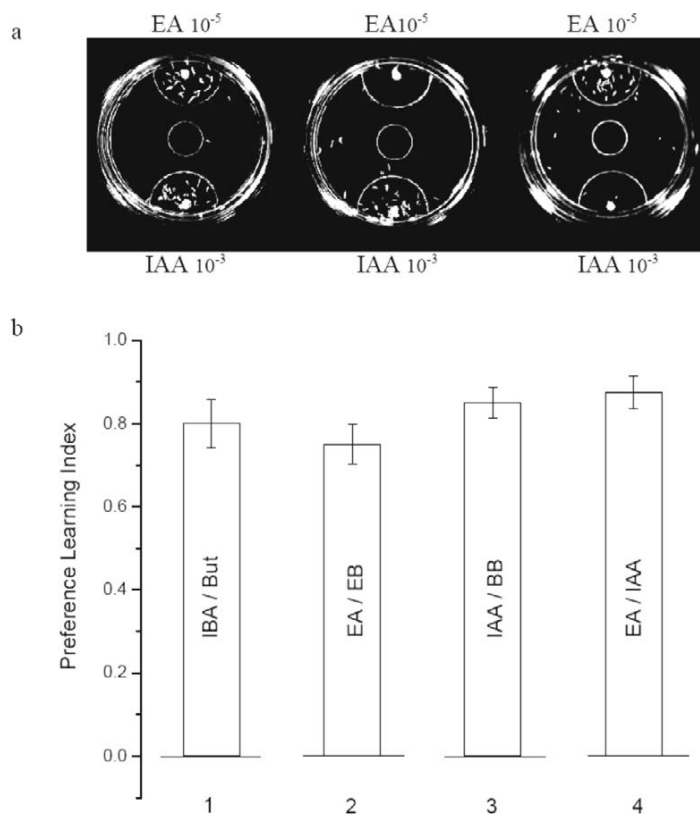 a
EA 10⁻⁵ EA10⁻⁵ EA 10⁻⁵
IAA 10⁻³ IAA 10⁻³ IAA 10⁻³
b
Preference Learning Index
1.0
0.8
0.6
0.4
0.2
0.0
IBA / But
EA / EB
IAA / BB
EA / IAA
1 2 3 4